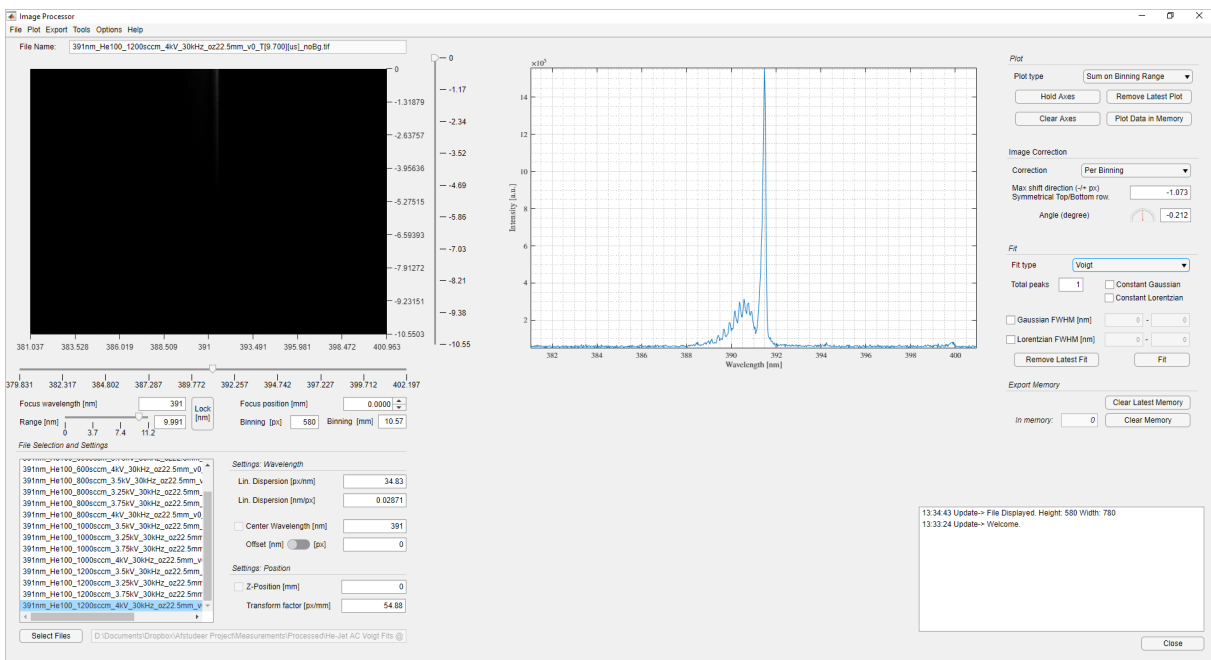 Image Processor
File Plot Export Tools Options Help
File Name: 391nm_He100_1200sccm_4kV_30kHz_oz22.5mm_v0_T[9.700][us]_noBg.tif
0
-1.31879
-2.63757
-3.95636
-5.27515
-6.59393
-7.91272
-9.23151
-10.5503
381.037 383.528 386.019 388.509 391 393.491 395.981 398.472 400.963
0
-1.17
-2.34
-3.52
-4.69
-5.86
-7.03
-8.21
-9.38
-10.55
379.831 382.317 384.802 387.287 389.772 392.257 394.742 397.227 399.712 402.197
Focus wavelength [nm] 391
Range [nm] 0 3.7 7.4 11.2 9.991
Lock [nm]
Focus position [mm] 0.0000
Binning [px] 580 Binning [mm] 10.57
File Selection and Settings
391nm_He100_600sccm_4kV_30kHz_oz22.5mm_v0_
391nm_He100_800sccm_3.5kV_30kHz_oz22.5mm_v
391nm_He100_800sccm_3.25kV_30kHz_oz22.5mm_
391nm_He100_800sccm_3.75kV_30kHz_oz22.5mm_
391nm_He100_800sccm_4kV_30kHz_oz22.5mm_v0_
391nm_He100_1000sccm_3.5kV_30kHz_oz22.5mm_
391nm_He100_1000sccm_3.25kV_30kHz_oz22.5mm
391nm_He100_1000sccm_3.75kV_30kHz_oz22.5mm
391nm_He100_1000sccm_4kV_30kHz_oz22.5mm_v
391nm_He100_1200sccm_3.5kV_30kHz_oz22.5mm_
391nm_He100_1200sccm_3.25kV_30kHz_oz22.5mm
391nm_He100_1200sccm_3.75kV_30kHz_oz22.5mm
391nm_He100_1200sccm_4kV_30kHz_oz22.5mm_v
Select Files D:\Documents\Dropbox\Afstudeer Project\Measurements\Processed\He-Jet AC Voigt Fits @
Settings: Wavelength
Lin. Dispersion [px/nm] 34.83
Lin. Dispersion [nm/px] 0.02871
Center Wavelength [nm] 391
Offset [nm] [px] 0
Settings: Position
Z-Position [mm] 0
Transform factor [px/mm] 54.88
×10⁵
14
12
10
8
6
4
2
Intensity [a.u.]
382 384 386 388 390 392 394 396 398 400
Wavelength [nm]
Plot
Plot type Sum on Binning Range
Hold Axes Remove Latest Plot
Clear Axes Plot Data in Memory
Image Correction
Correction Per Binning
Max shift direction (-/+ px)
Symmetrical Top/Bottom row. -1.073
Angle (degree) -0.212
Fit
Fit type Voigt
Total peaks 1 Constant Gaussian
Constant Lorentzian
Gaussian FWHM [nm] 0 - 0
Lorentzian FWHM [nm] 0 - 0
Remove Latest Fit Fit
Export Memory
Clear Latest Memory
In memory: 0 Clear Memory
13:34:43 Update-> File Displayed. Height: 580 Width: 780
13:33:24 Update-> Welcome.
Close